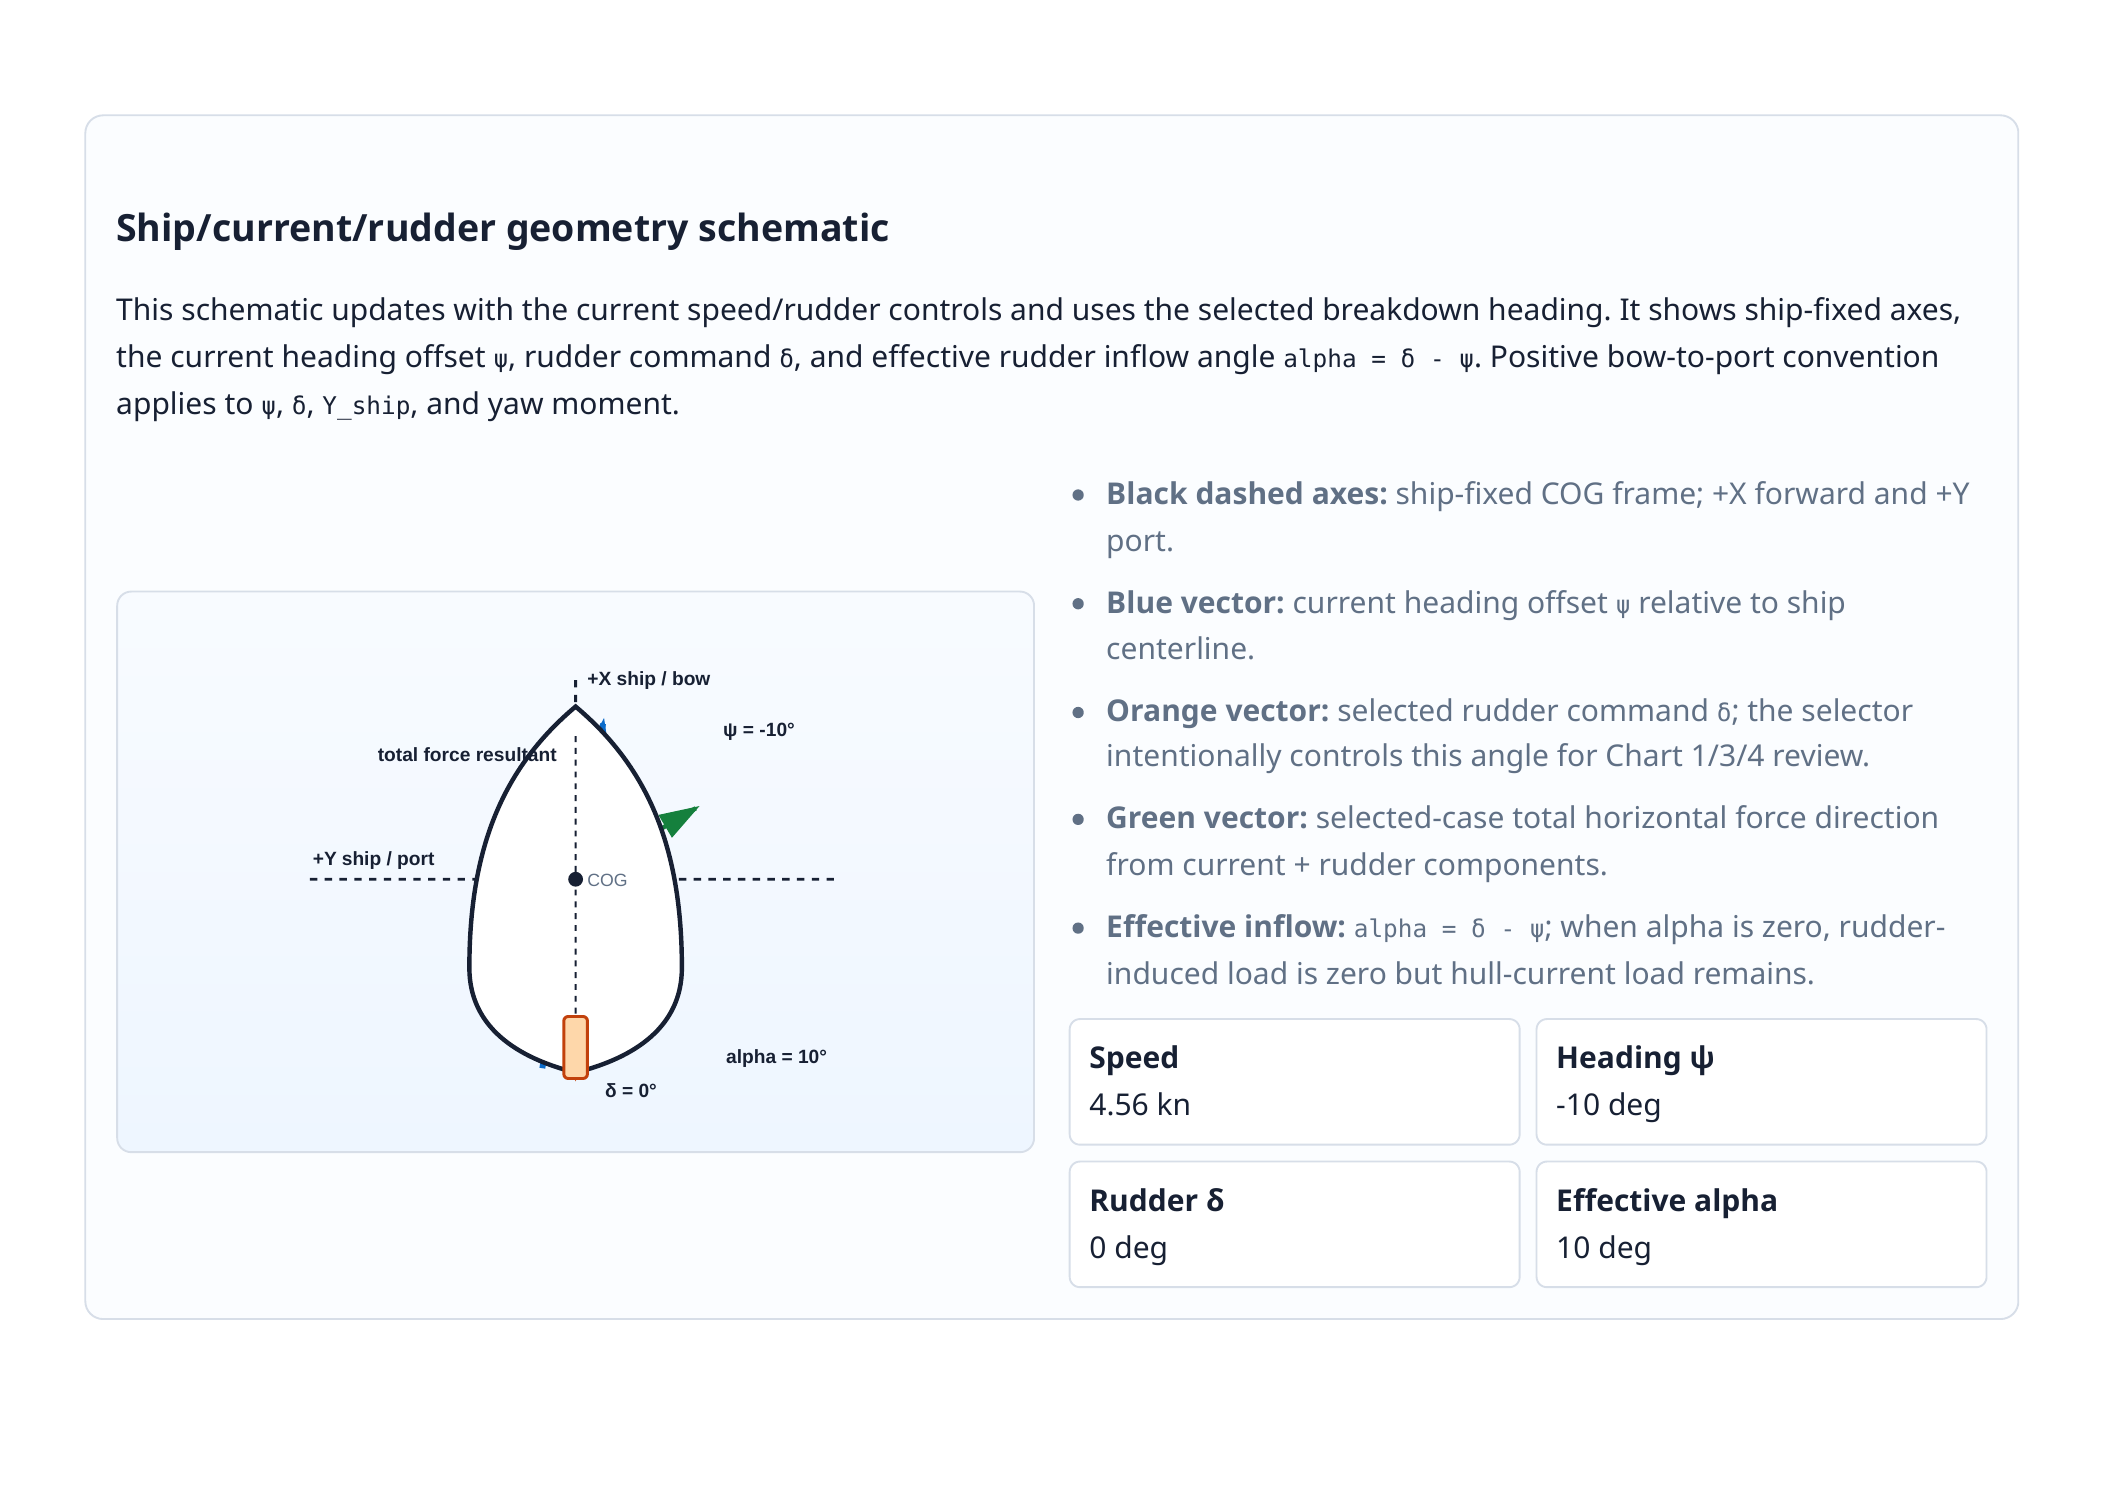 Ship/current/rudder geometry schematic
This schematic updates with the current speed/rudder controls and uses the selected breakdown heading. It shows ship-fixed axes,
the current heading offset ψ, rudder command δ, and effective rudder inflow angle alpha = δ - ψ. Positive bow-to-port convention
applies to ψ, δ, Y_ship, and yaw moment.
+X ship / bow
ψ = -10°
total force resultant
+Y ship / port
COG
alpha = 10°
δ = 0°
• Black dashed axes: ship-fixed COG frame; +X forward and +Y
port.
• Blue vector: current heading offset ψ relative to ship
centerline.
• Orange vector: selected rudder command δ; the selector
intentionally controls this angle for Chart 1/3/4 review.
• Green vector: selected-case total horizontal force direction
from current + rudder components.
• Effective inflow: alpha = δ - ψ; when alpha is zero, rudder-
induced load is zero but hull-current load remains.
Speed
4.56 kn
Heading ψ
-10 deg
Rudder δ
0 deg
Effective alpha
10 deg